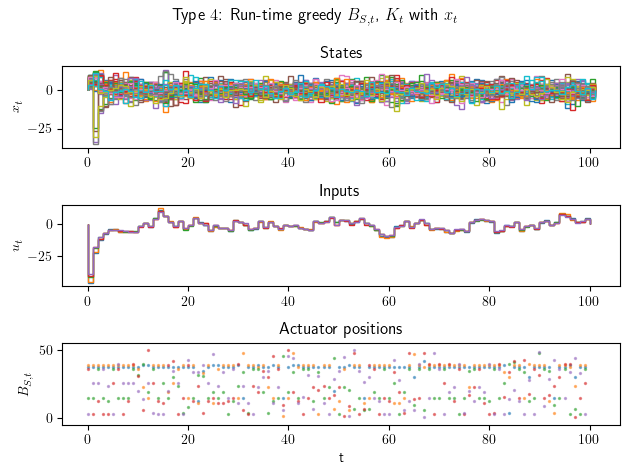 Type 4: Run-time greedy $B_{S,t}$, $K_t$ with $x_t$
States
$x_t$
0
−25
0 20 40 60 80 100
Inputs
$u_t$
0
−25
0 20 40 60 80 100
Actuator positions
$B_{S,t}$
50
0
0 20 40 60 80 100
t